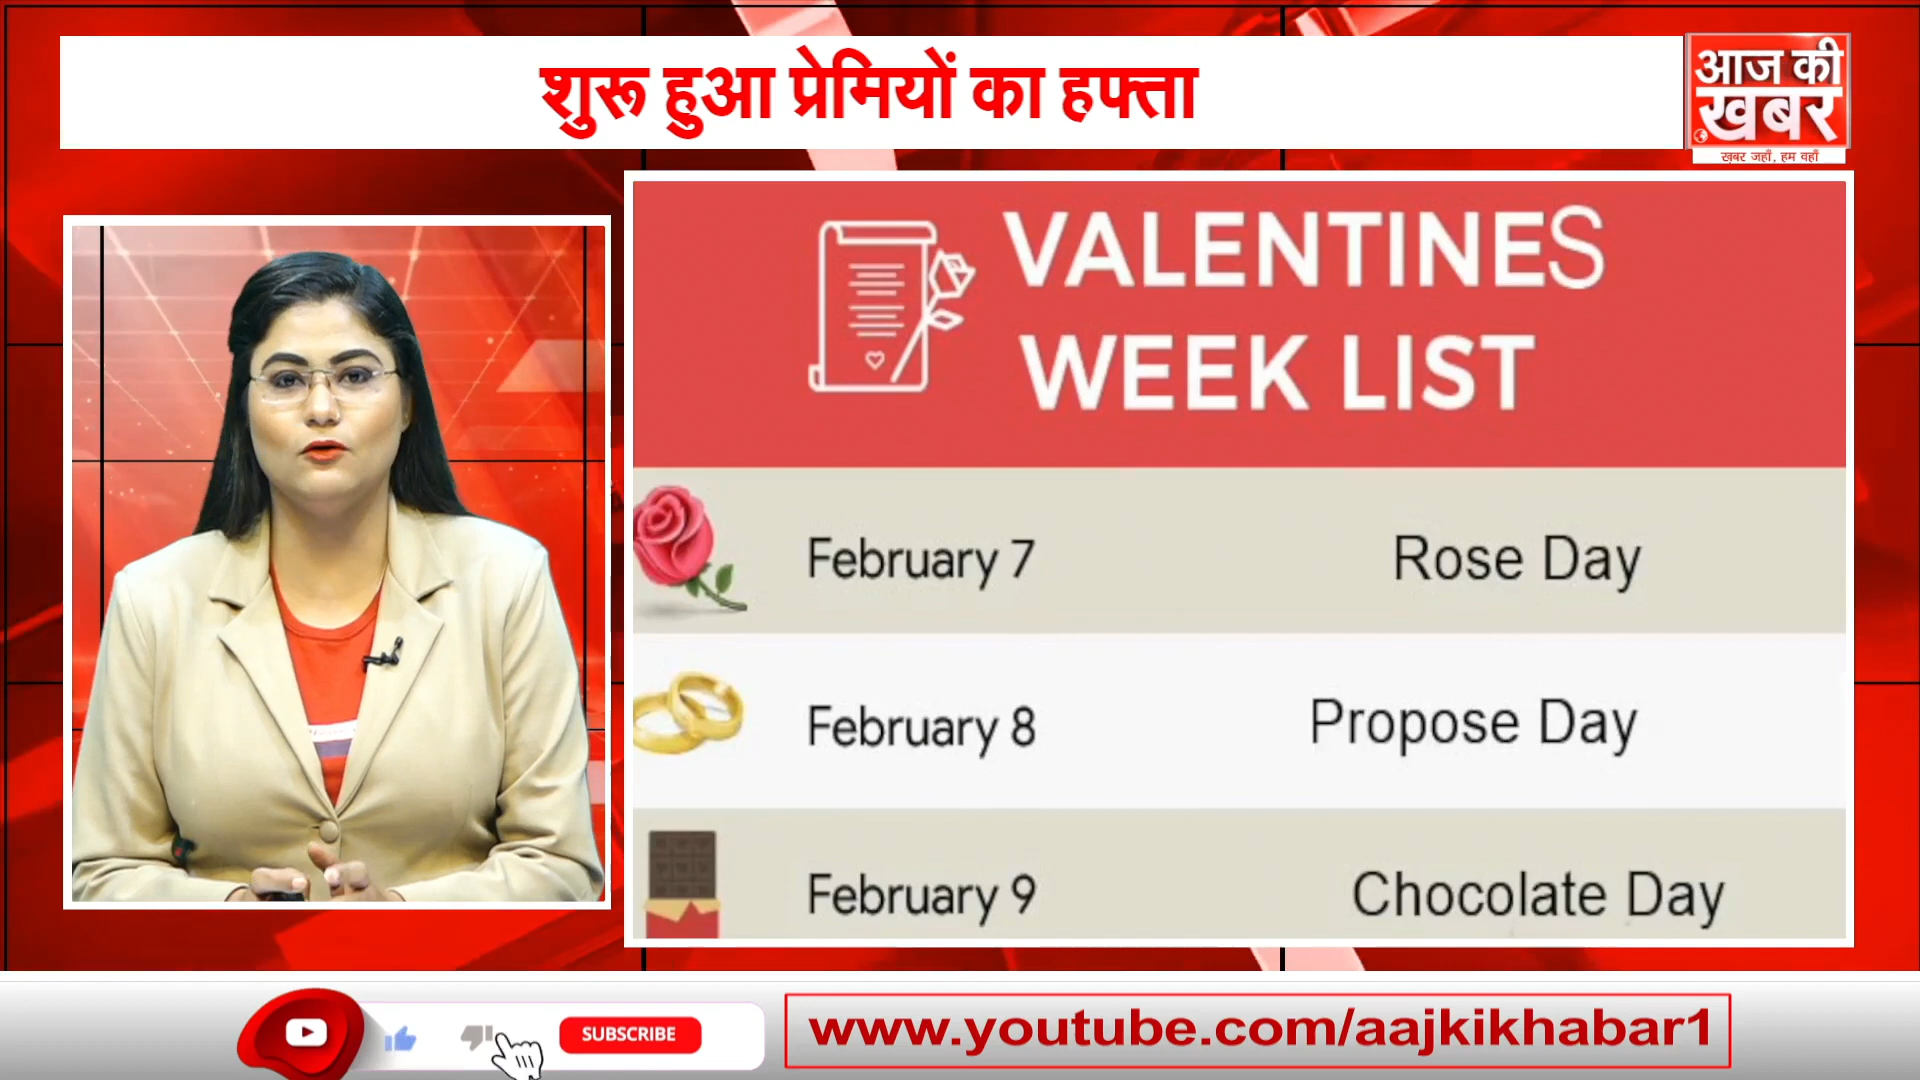 शुरू हुआ प्रेमियों का हफ्ता
आज की
खबर
खबर जहाँ, हम वहाँ
VALENTINES
WEEK LIST
February 7 Rose Day
February 8 Propose Day
February 9 Chocolate Day
SUBSCRIBE
www.youtube.com/aajkikhabar1